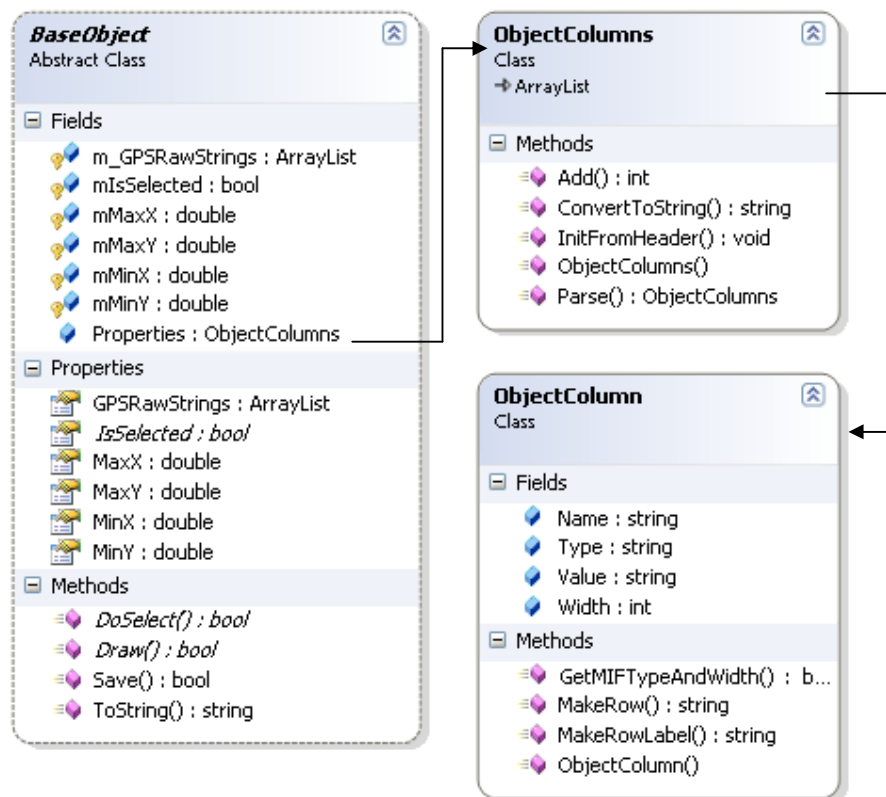 BaseObject
Abstract Class
Fields
m_GPSRawStrings : ArrayList
mIsSelected : bool
mMaxX : double
mMaxY : double
mMinX : double
mMinY : double
Properties : ObjectColumns
Properties
GPSRawStrings : ArrayList
IsSelected : bool
MaxX : double
MaxY : double
MinX : double
MinY : double
Methods
DoSelect() : bool
Draw() : bool
Save() : bool
ToString() : string
ObjectColumns
Class
ArrayList
Methods
Add() : int
ConvertToString() : string
InitFromHeader() : void
ObjectColumns()
Parse() : ObjectColumns
ObjectColumn
Class
Fields
Name : string
Type : string
Value : string
Width : int
Methods
GetMIFTypeAndWidth() : b...
MakeRow() : string
MakeRowLabel() : string
ObjectColumn()